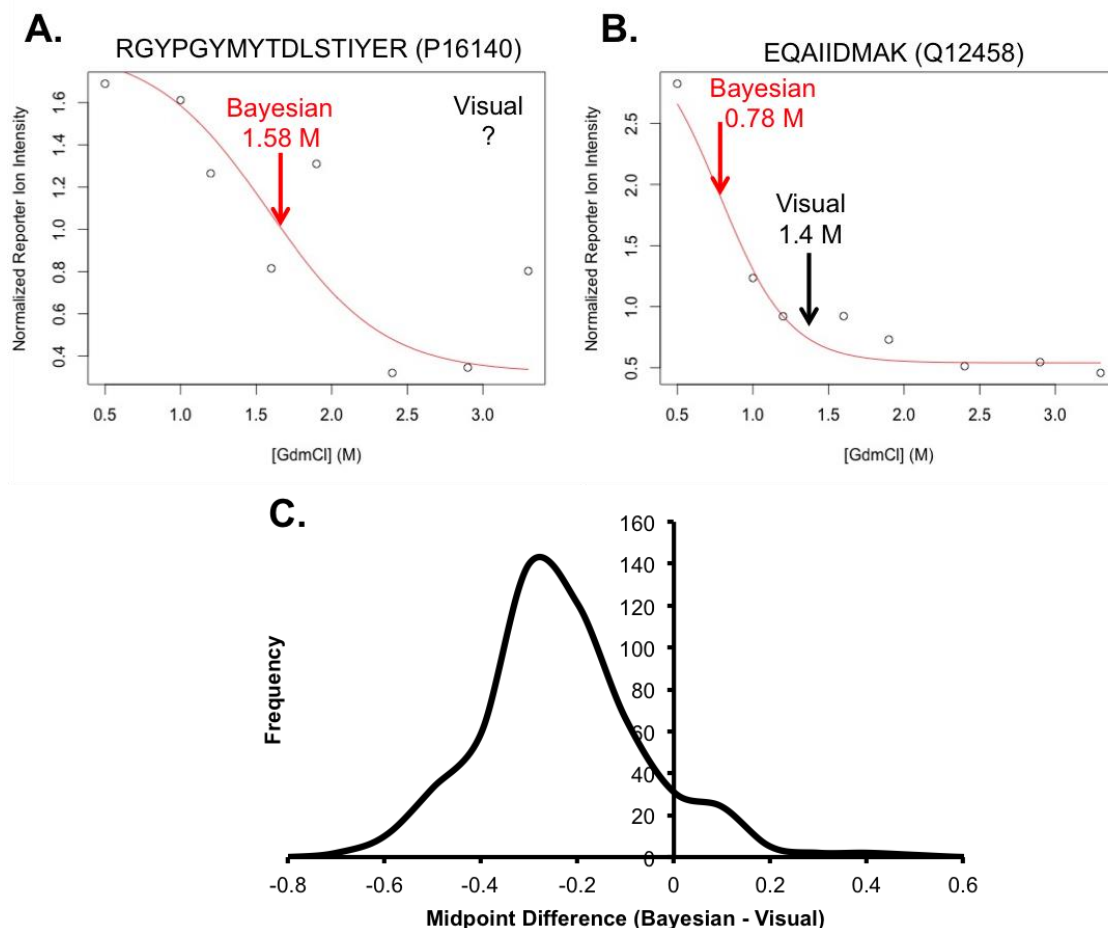 A.
RGYPGYMYTDLSTIYER (P16140)
Normalized Reporter Ion Intensity
1.6
1.4
1.2
1.0
0.8
0.6
0.4
Bayesian
1.58 M
Visual
?
0.5 1.0 1.5 2.0 2.5 3.0
[GdmCl] (M)
B.
EQAIIDMAK (Q12458)
Normalized Reporter Ion Intensity
2.5
2.0
1.5
1.0
0.5
Bayesian
0.78 M
Visual
1.4 M
0.5 1.0 1.5 2.0 2.5 3.0
[GdmCl] (M)
C.
Frequency
160
140
120
100
80
60
40
20
0
-0.8 -0.6 -0.4 -0.2 0 0.2 0.4 0.6
Midpoint Difference (Bayesian - Visual)